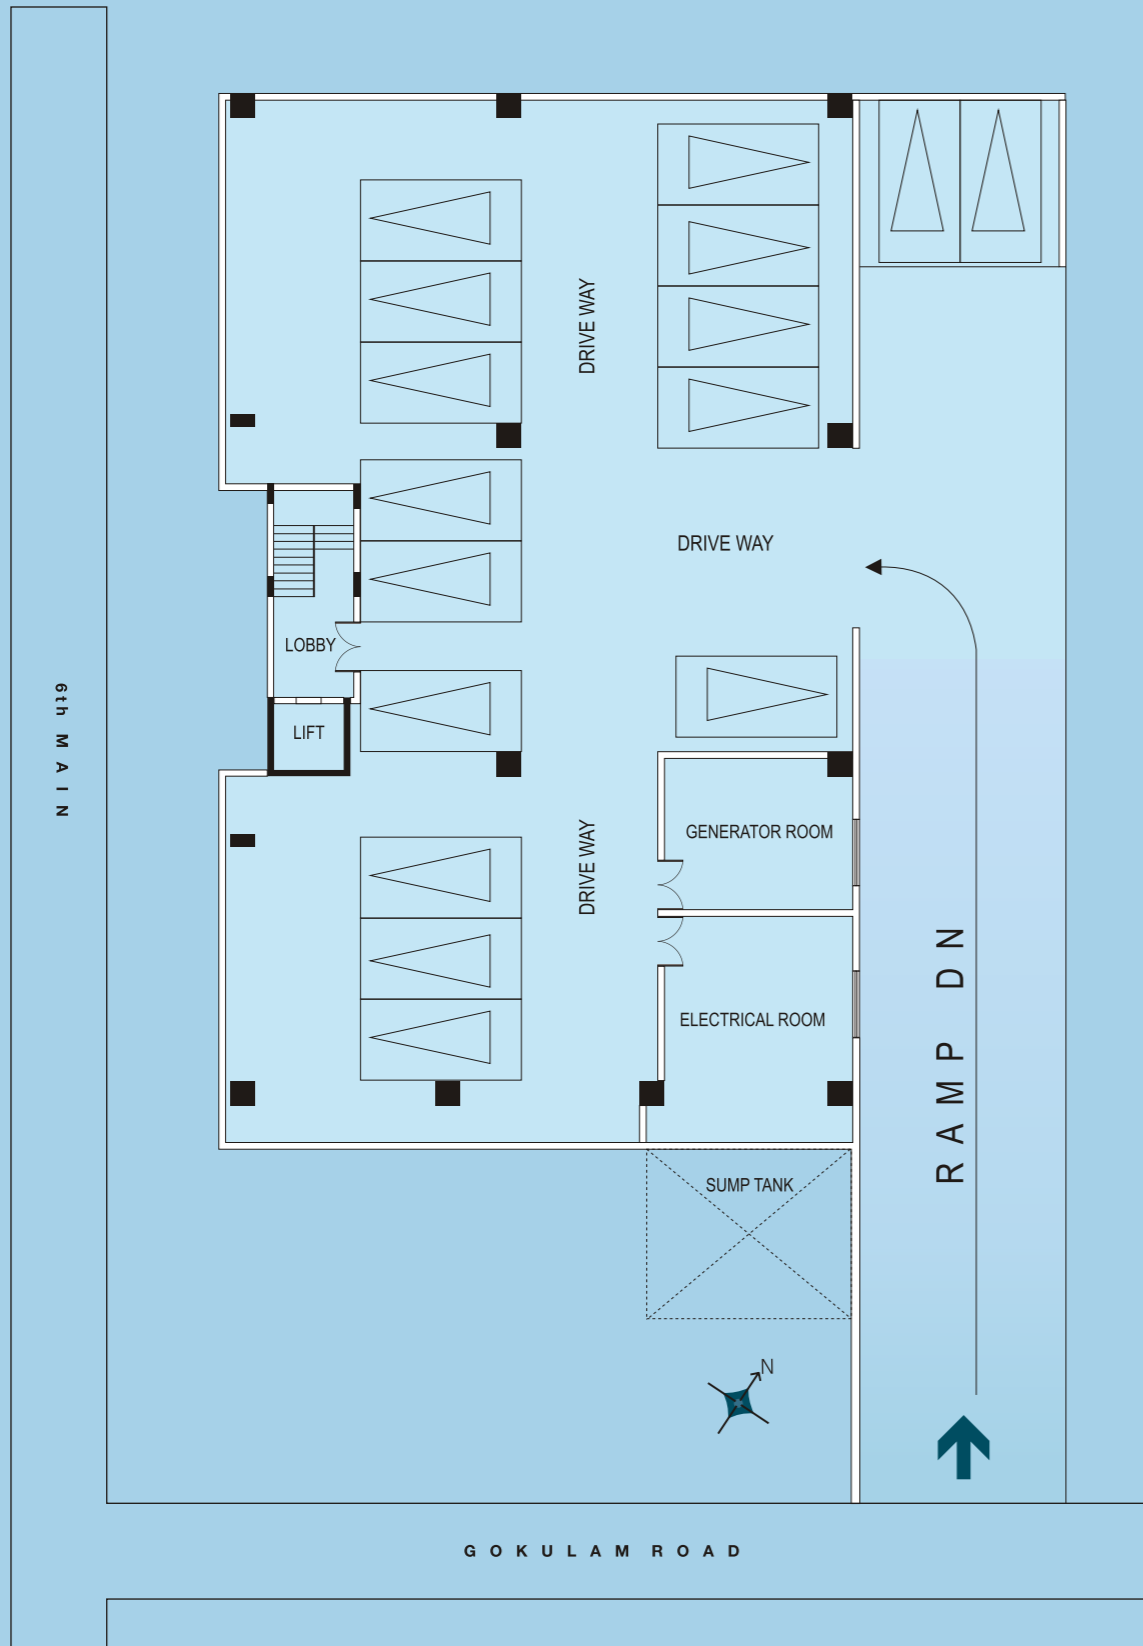 DRIVE WAY
DRIVE WAY
LOBBY
LIFT
6th MAIN
GENERATOR ROOM
DRIVE WAY
ELECTRICAL ROOM
RAMP DN
SUMP TANK
N
GOKULAM ROAD